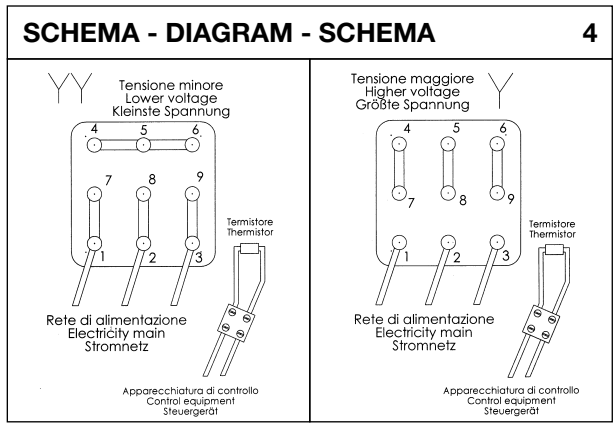 SCHEMA - DIAGRAM - SCHEMA 4
Tensione minore
Lower voltage
Kleinste Spannung
4 5 6
7 8 9
1 2 3
Termistore
Thermistor
Rete di alimentazione
Electricity main
Stromnetz
Apparecchiatura di controllo
Control equipment
Steuergerät
Tensione maggiore
Higher voltage
Größte Spannung
4 5 6
7 8 9
1 2 3
Termistore
Thermistor
Rete di alimentazione
Electricity main
Stromnetz
Apparecchiatura di controllo
Control equipment
Steuergerät